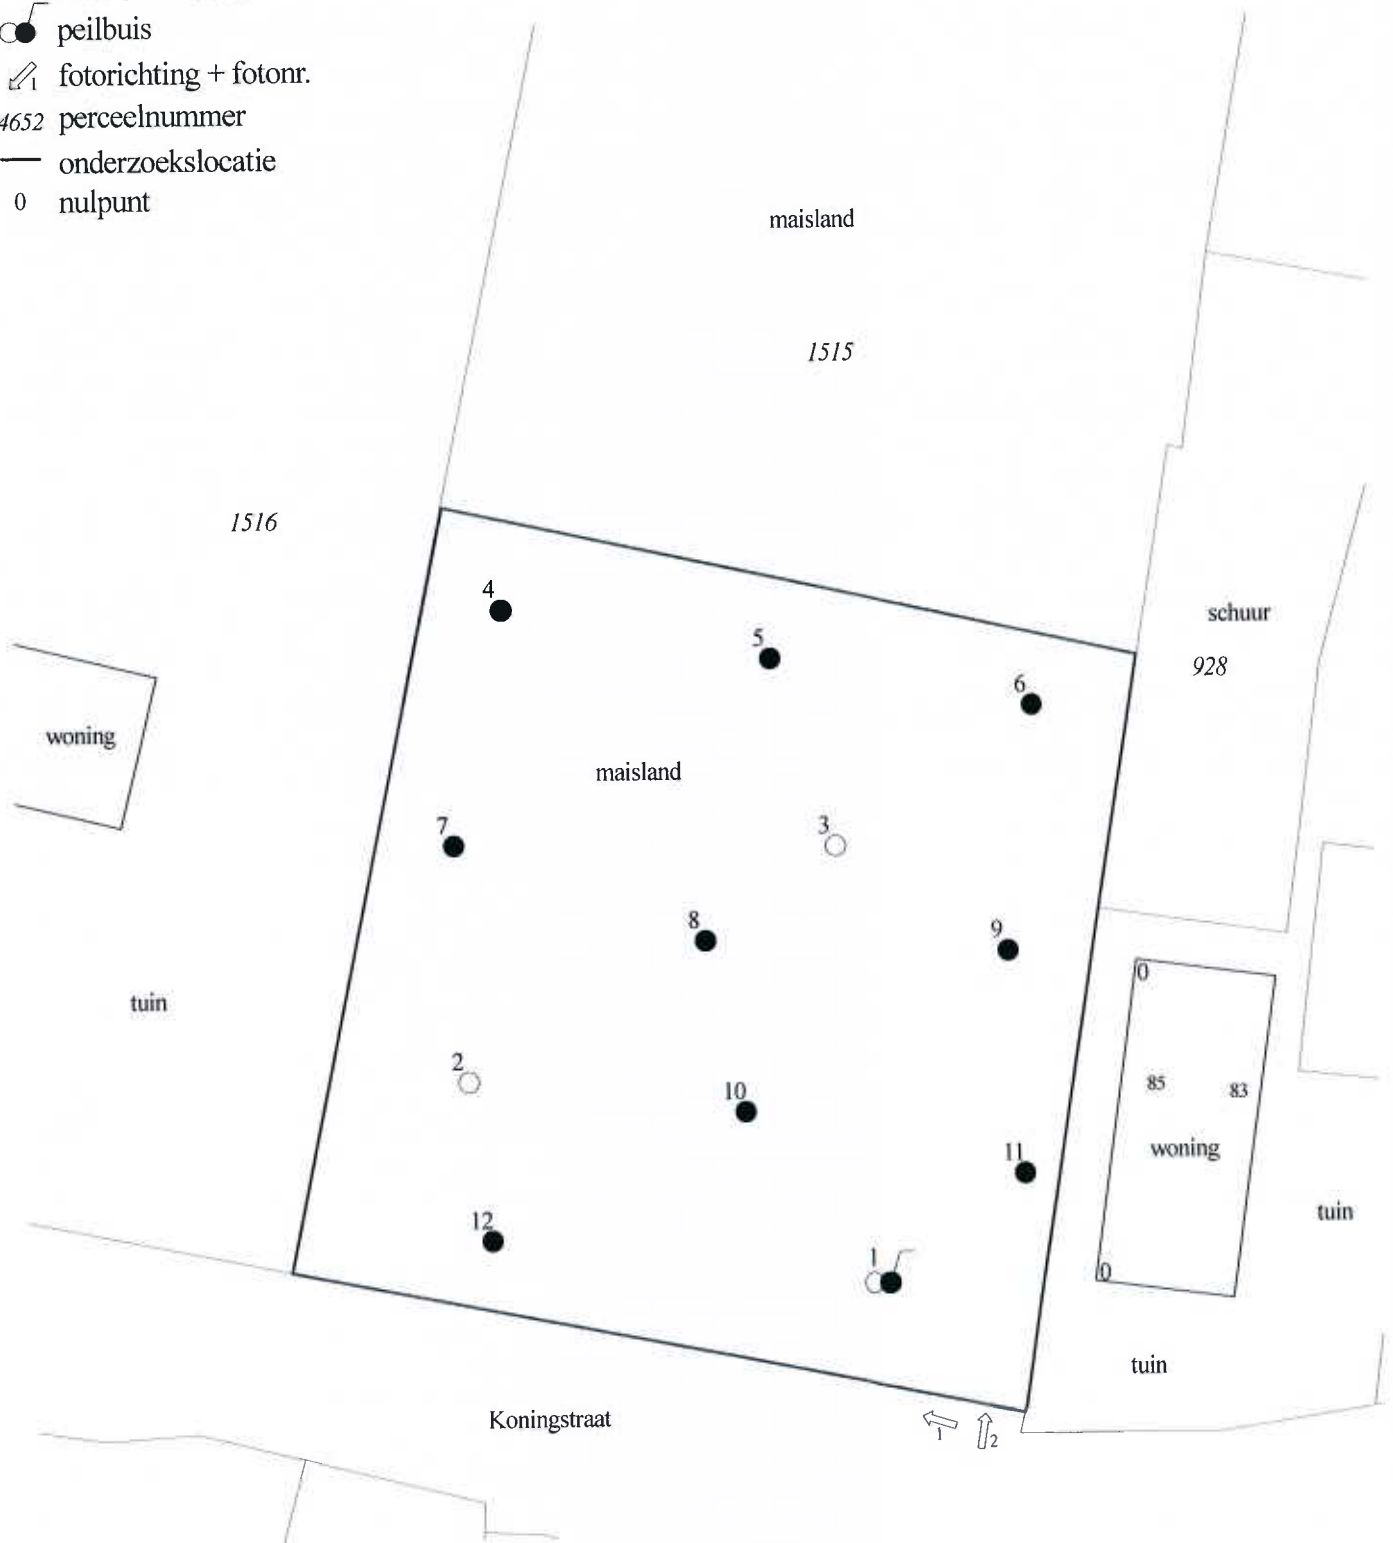 peilbuis
1 fotorichting + fotonr.
4652 perceelnummer
onderzoekslocatie
0 nulpunt
maisland
1515
1516
4
5
schuur
6
928
woning
maisland
7
3
8
9
0
tuin
2
85
83
10
woning
11
tuin
12
1
0
tuin
Koningstraat
1
2